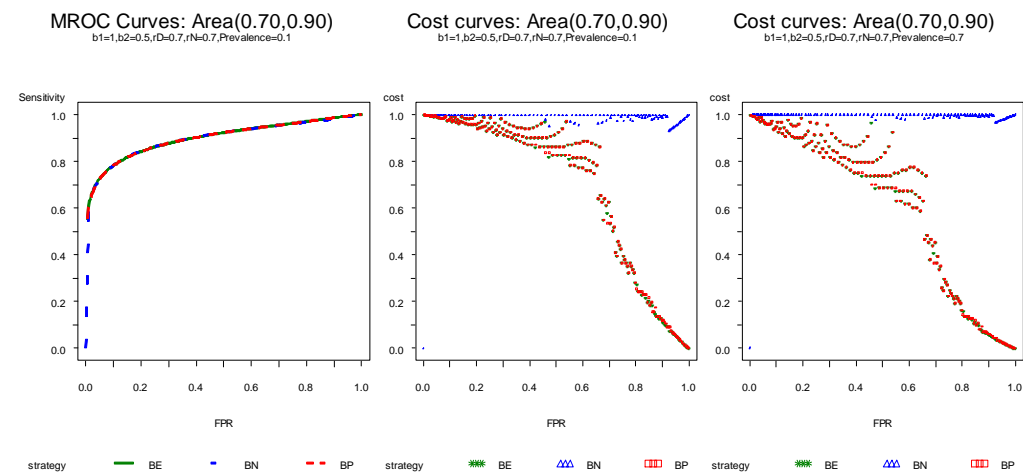 MROC Curves: Area(0.70,0.90)
b1=1,b2=0.5,rD=0.7,rN=0.7,Prevalence=0.1
Sensitivity
1.0
0.8
0.6
0.4
0.2
0.0
0.0 0.2 0.4 0.6 0.8 1.0
FPR
strategy BE BN BP
Cost curves: Area(0.70,0.90)
b1=1,b2=0.5,rD=0.7,rN=0.7,Prevalence=0.1
cost
1.0
0.8
0.6
0.4
0.2
0.0
0.0 0.2 0.4 0.6 0.8 1.0
FPR
strategy BE BN BP
Cost curves: Area(0.70,0.90)
b1=1,b2=0.5,rD=0.7,rN=0.7,Prevalence=0.7
cost
1.0
0.8
0.6
0.4
0.2
0.0
0.0 0.2 0.4 0.6 0.8 1.0
FPR
strategy BE BN BP